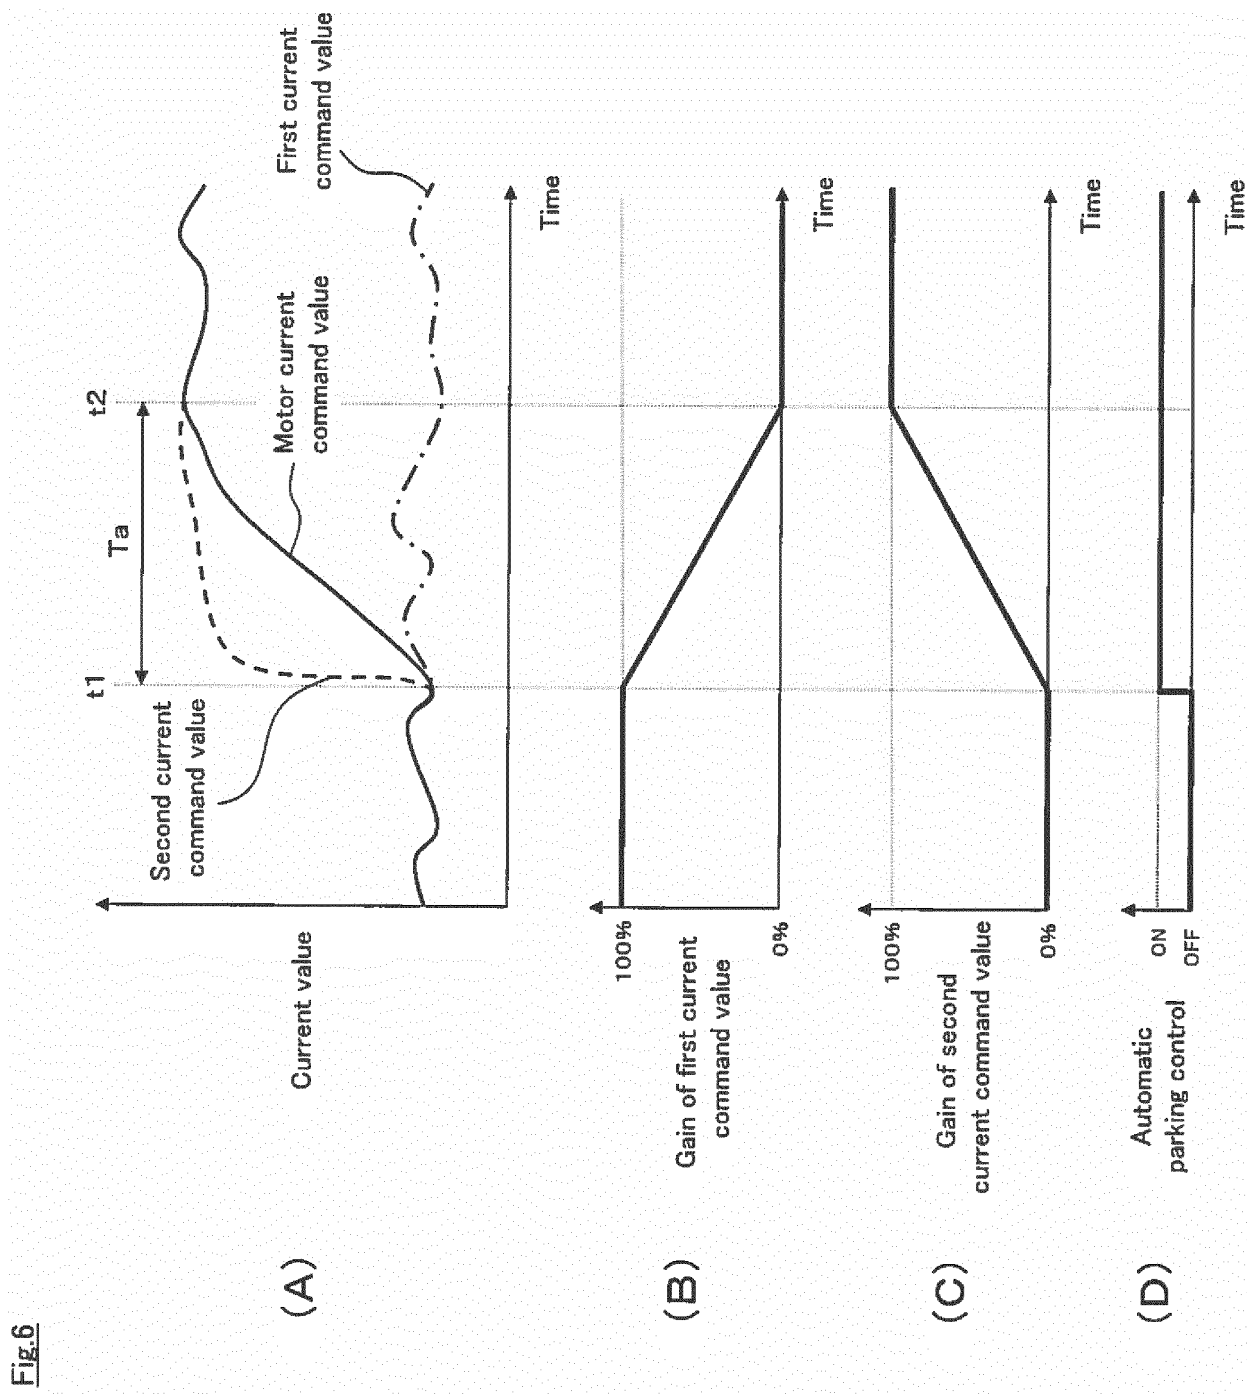 Fig.6
(A)
Current value
Second current
command value
t1
Ta
t2
Motor current
command value
First current
command value
Time
(B)
Gain of first current
command value
100%
0%
Time
(C)
Gain of second
current command value
100%
0%
Time
(D)
Automatic
parking control
ON
OFF
Time